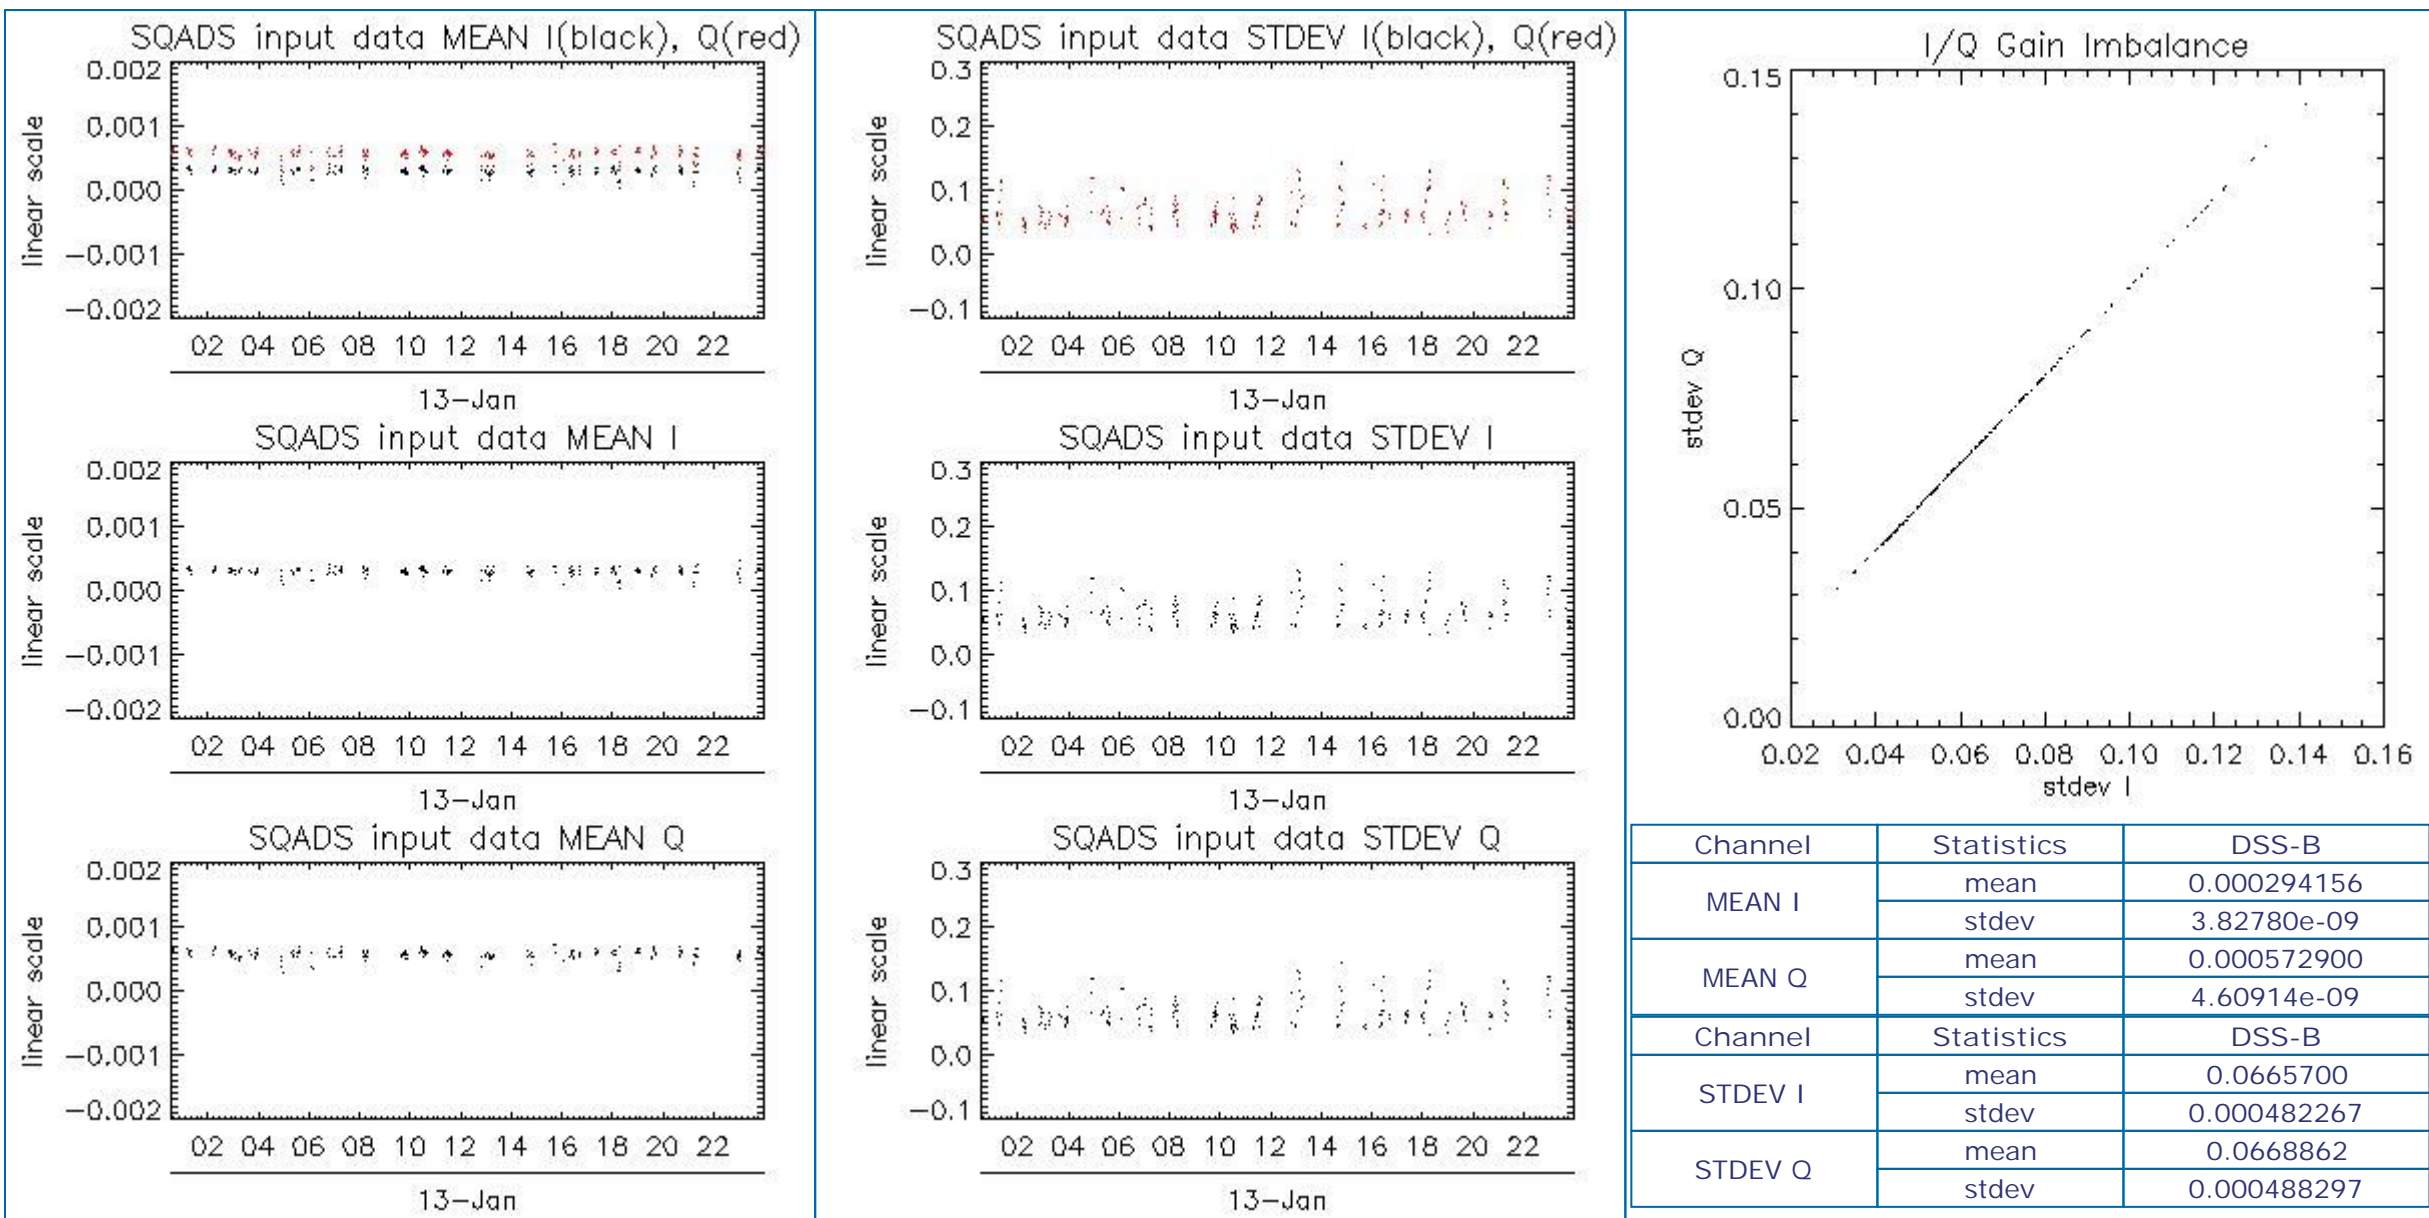 SQADS input data MEAN I(black), Q(red)
0.002
0.001
0.000
-0.001
-0.002
linear scale
02 04 06 08 10 12 14 16 18 20 22
13-Jan
SQADS input data MEAN I
0.002
0.001
0.000
-0.001
-0.002
linear scale
02 04 06 08 10 12 14 16 18 20 22
13-Jan
SQADS input data MEAN Q
0.002
0.001
0.000
-0.001
-0.002
linear scale
02 04 06 08 10 12 14 16 18 20 22
13-Jan
SQADS input data STDEV I(black), Q(red)
0.3
0.2
0.1
0.0
-0.1
linear scale
02 04 06 08 10 12 14 16 18 20 22
13-Jan
SQADS input data STDEV I
0.3
0.2
0.1
0.0
-0.1
linear scale
02 04 06 08 10 12 14 16 18 20 22
13-Jan
SQADS input data STDEV Q
0.3
0.2
0.1
0.0
-0.1
linear scale
02 04 06 08 10 12 14 16 18 20 22
13-Jan
I/Q Gain Imbalance
0.15
0.10
0.05
0.00
stdev Q
0.02 0.04 0.06 0.08 0.10 0.12 0.14 0.16
stdev I
Channel Statistics DSS-B
MEAN I mean 0.000294156
stdev 3.82780e-09
MEAN Q mean 0.000572900
stdev 4.60914e-09
Channel Statistics DSS-B
STDEV I mean 0.0665700
stdev 0.000482267
STDEV Q mean 0.0668862
stdev 0.000488297